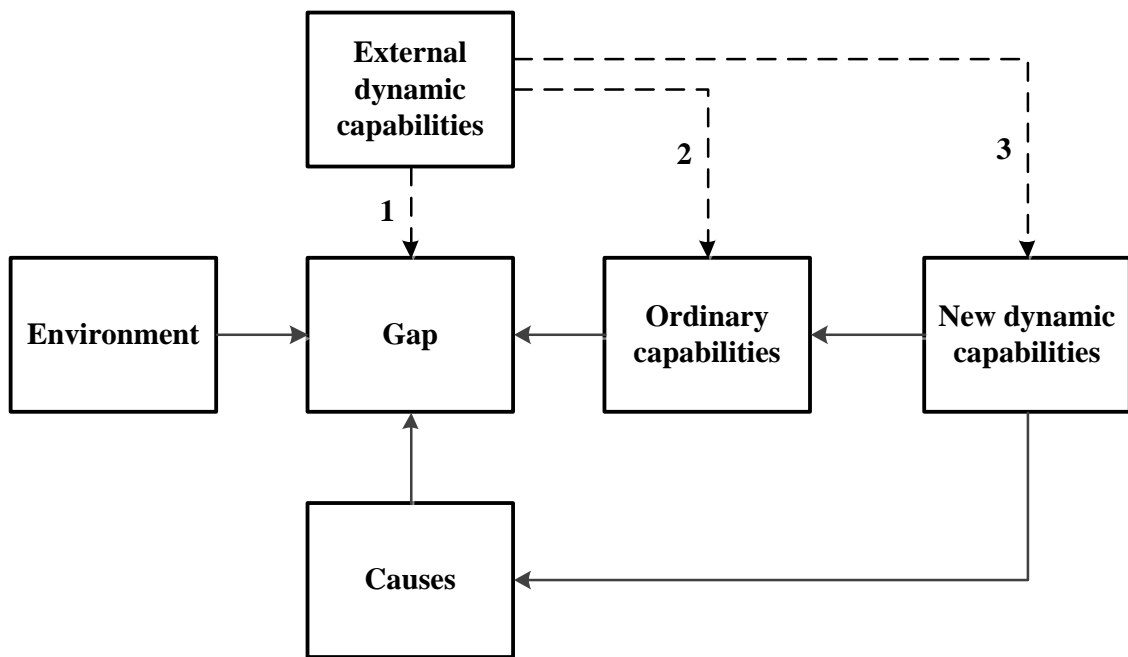 External
dynamic
capabilities
1
2
3
Environment
Gap
Ordinary
capabilities
New dynamic
capabilities
Causes